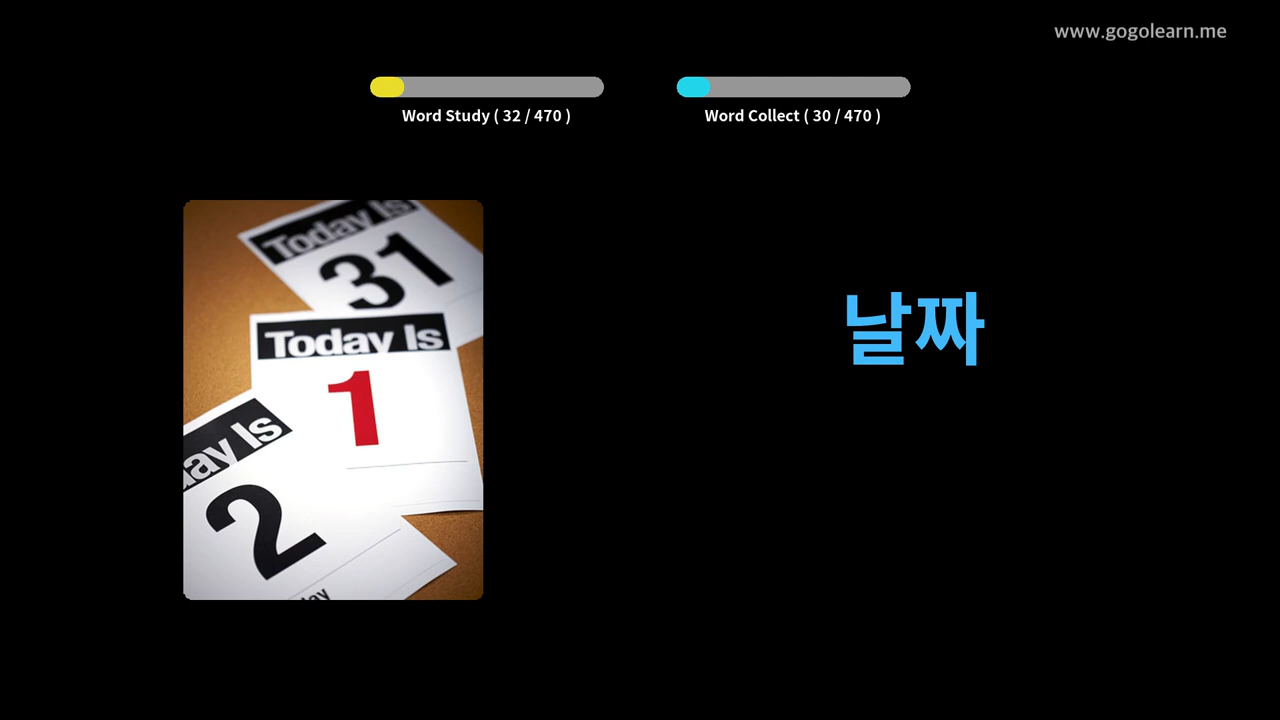 www.gogolearn.me
Word Study ( 32 / 470 )
Word Collect ( 30 / 470 )
Today Is
31
Today Is
1
day Is
2
날짜